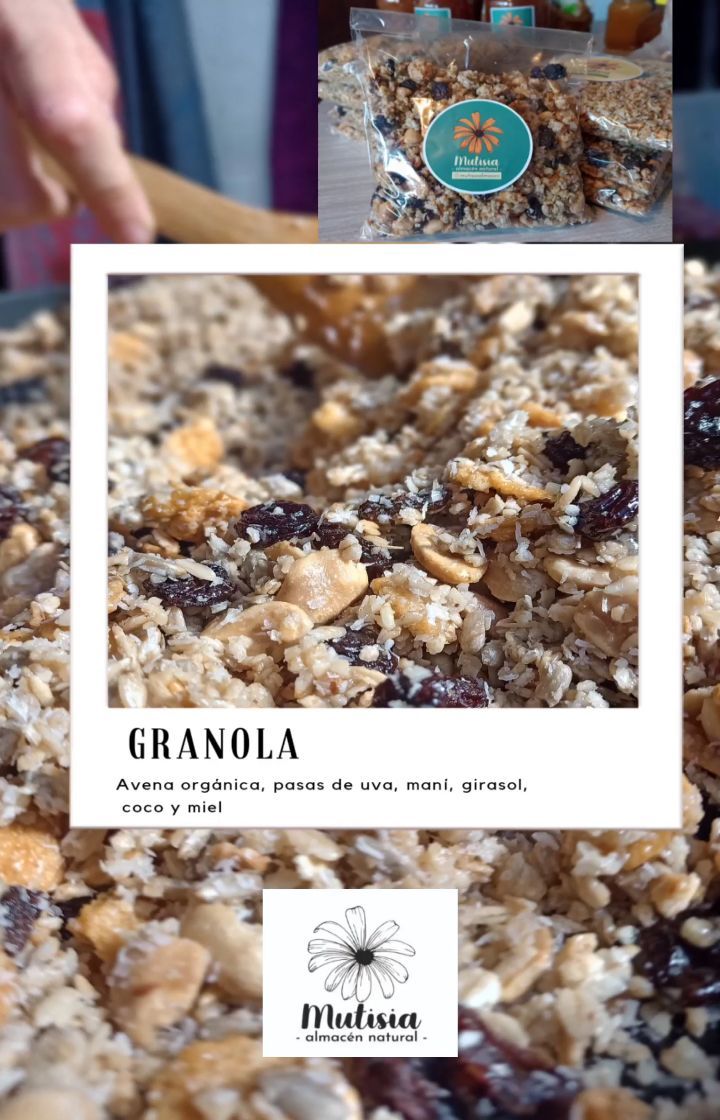 Mutisia
- almacén natural -
GRANOLA
Avena orgánica, pasas de uva, maní, girasol,
coco y miel
Mutisia
- almacén natural -